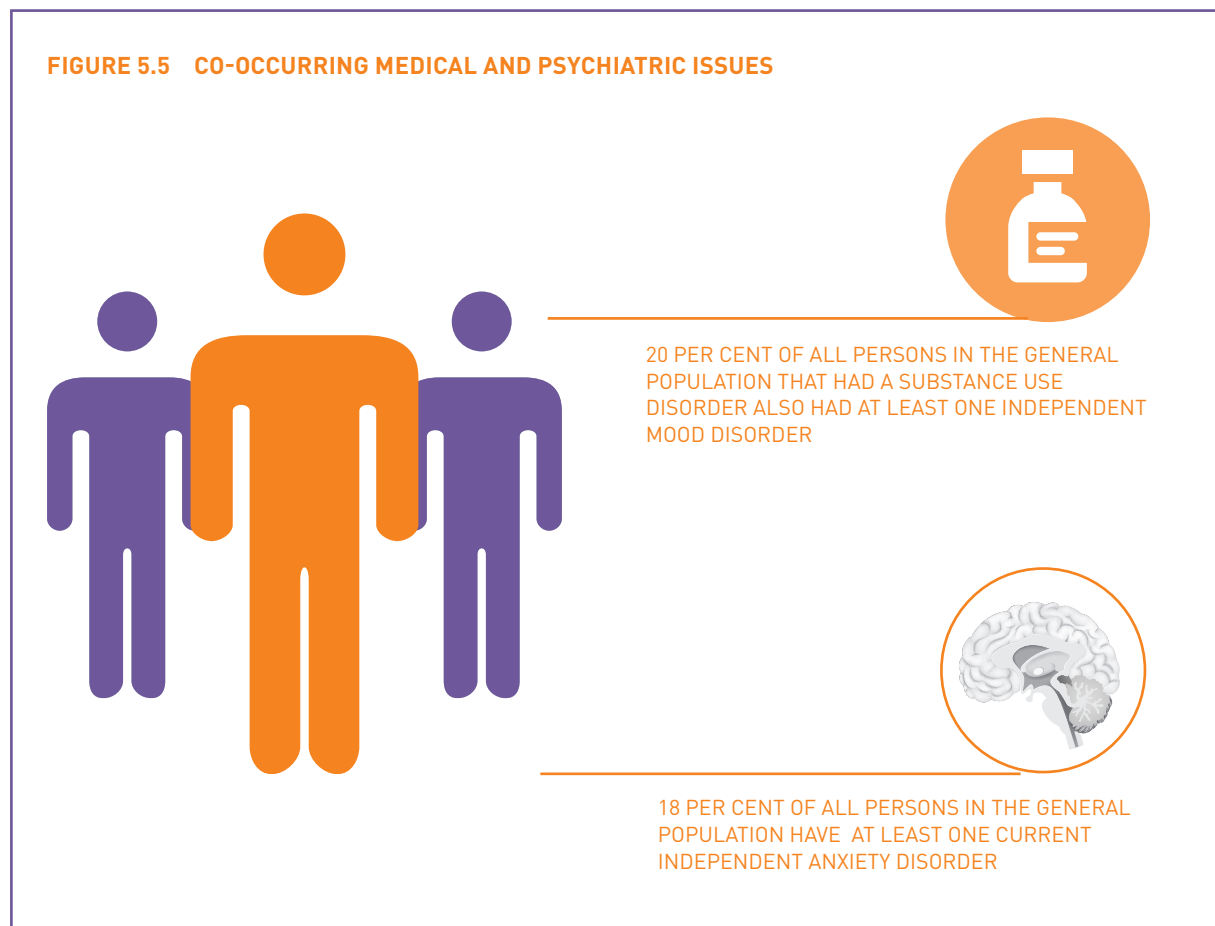 FIGURE 5.5 CO-OCCURRING MEDICAL AND PSYCHIATRIC ISSUES
20 PER CENT OF ALL PERSONS IN THE GENERAL
POPULATION THAT HAD A SUBSTANCE USE
DISORDER ALSO HAD AT LEAST ONE INDEPENDENT
MOOD DISORDER
18 PER CENT OF ALL PERSONS IN THE GENERAL
POPULATION HAVE AT LEAST ONE CURRENT
INDEPENDENT ANXIETY DISORDER